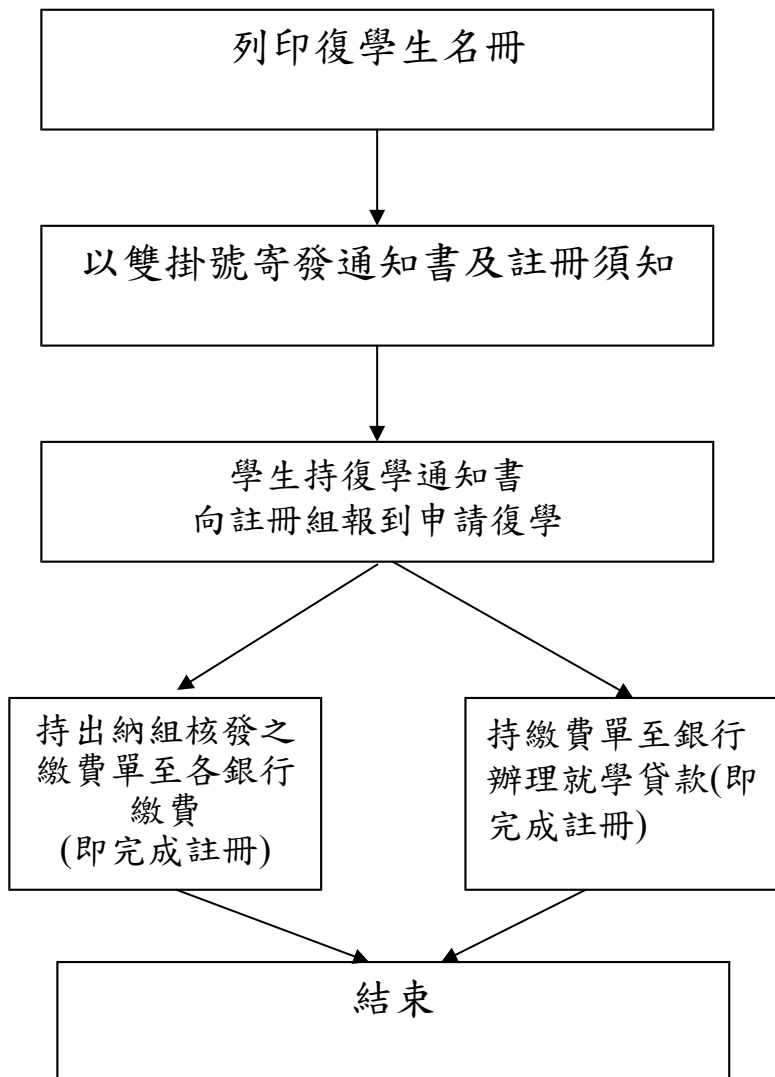 列印復學生名冊
以雙掛號寄發通知書及註冊須知
學生持復學通知書
向註冊組報到申請復學
持出納組核發之
繳費單至各銀行
繳費
(即完成註冊)
持繳費單至銀行
辦理就學貸款(即
完成註冊)
結束